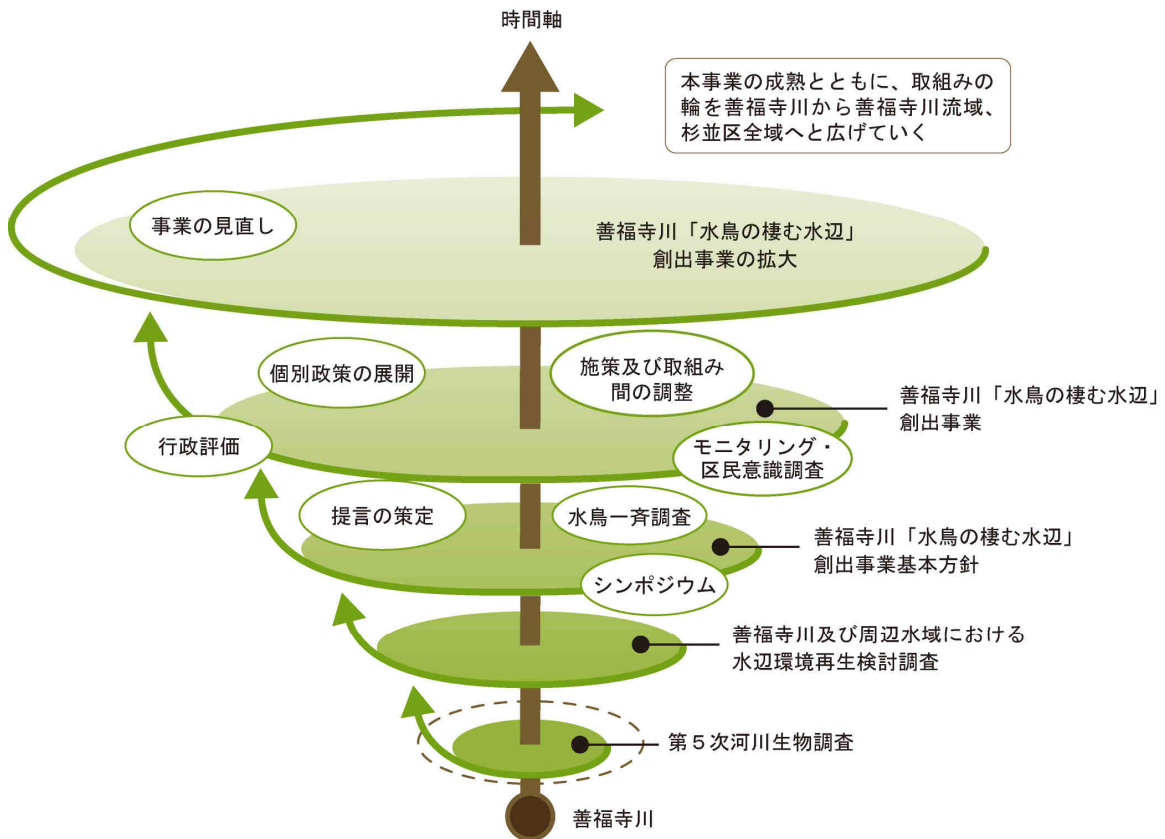 時間軸
本事業の成熟とともに、取組みの
輪を善福寺川から善福寺川流域、
杉並区全域へと広げていく
事業の見直し
善福寺川「水鳥の棲む水辺」
創出事業の拡大
個別政策の展開
施策及び取組み
間の調整
善福寺川「水鳥の棲む水辺」
創出事業
行政評価
モニタリング・
区民意識調査
提言の策定
水鳥一斉調査
善福寺川「水鳥の棲む水辺」
創出事業基本方針
シンポジウム
善福寺川及び周辺水域における
水辺環境再生検討調査
第5次河川生物調査
善福寺川